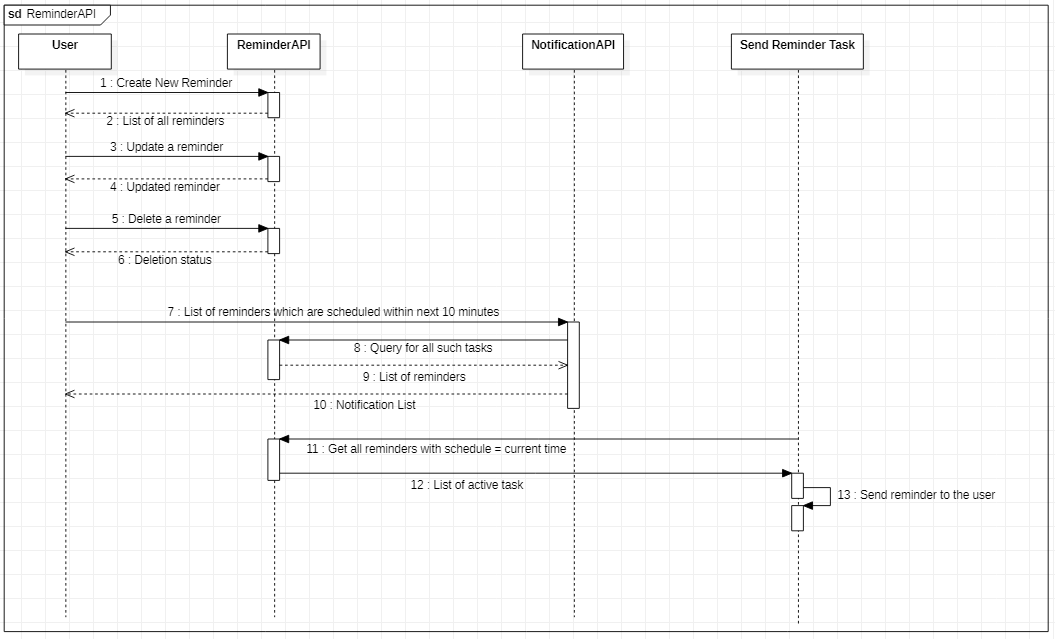 sd ReminderAPI
User
ReminderAPI
NotificationAPI
Send Reminder Task
1 : Create New Reminder
2 : List of all reminders
3 : Update a reminder
4 : Updated reminder
5 : Delete a reminder
6 : Deletion status
7 : List of reminders which are scheduled within next 10 minutes
8 : Query for all such tasks
9 : List of reminders
10 : Notification List
11 : Get all reminders with schedule = current time
12 : List of active task
13 : Send reminder to the user